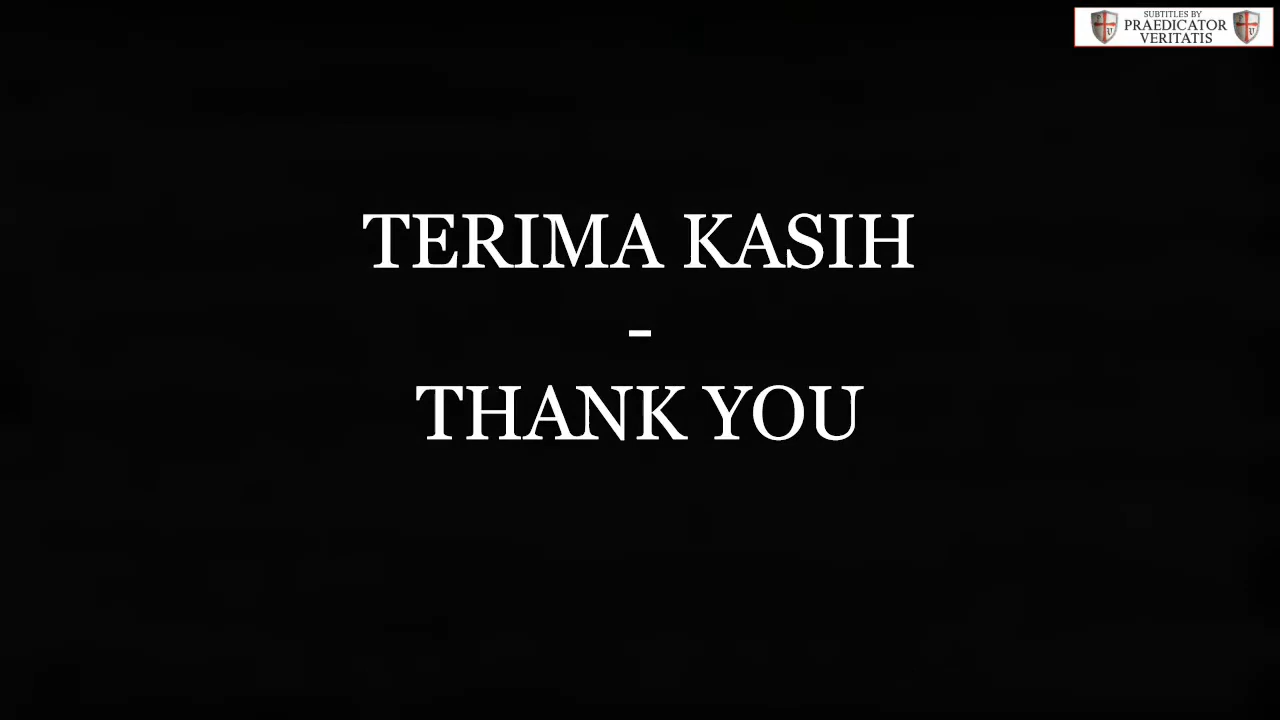 SUBTITLES BY
PRAEDICATOR
VERITATIS
TERIMA KASIH
-
THANK YOU